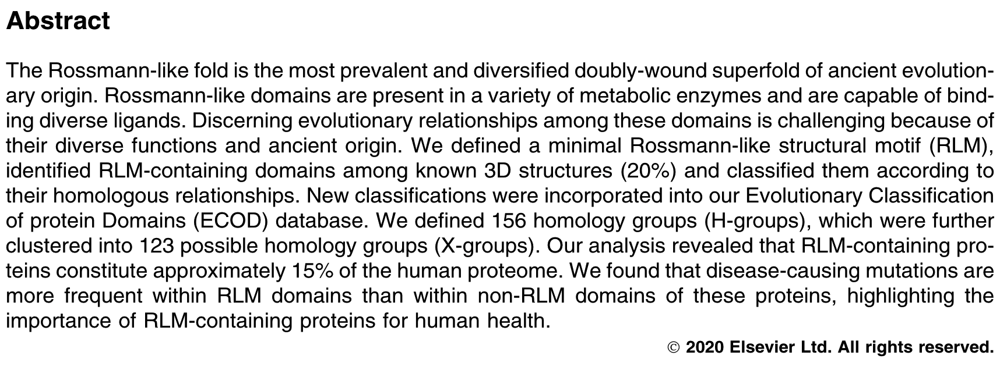 Abstract
The Rossmann-like fold is the most prevalent and diversified doubly-wound superfold of ancient evolution-
ary origin. Rossmann-like domains are present in a variety of metabolic enzymes and are capable of bind-
ing diverse ligands. Discerning evolutionary relationships among these domains is challenging because of
their diverse functions and ancient origin. We defined a minimal Rossmann-like structural motif (RLM),
identified RLM-containing domains among known 3D structures (20%) and classified them according to
their homologous relationships. New classifications were incorporated into our Evolutionary Classification
of protein Domains (ECOD) database. We defined 156 homology groups (H-groups), which were further
clustered into 123 possible homology groups (X-groups). Our analysis revealed that RLM-containing pro-
teins constitute approximately 15% of the human proteome. We found that disease-causing mutations are
more frequent within RLM domains than within non-RLM domains of these proteins, highlighting the
importance of RLM-containing proteins for human health.
© 2020 Elsevier Ltd. All rights reserved.